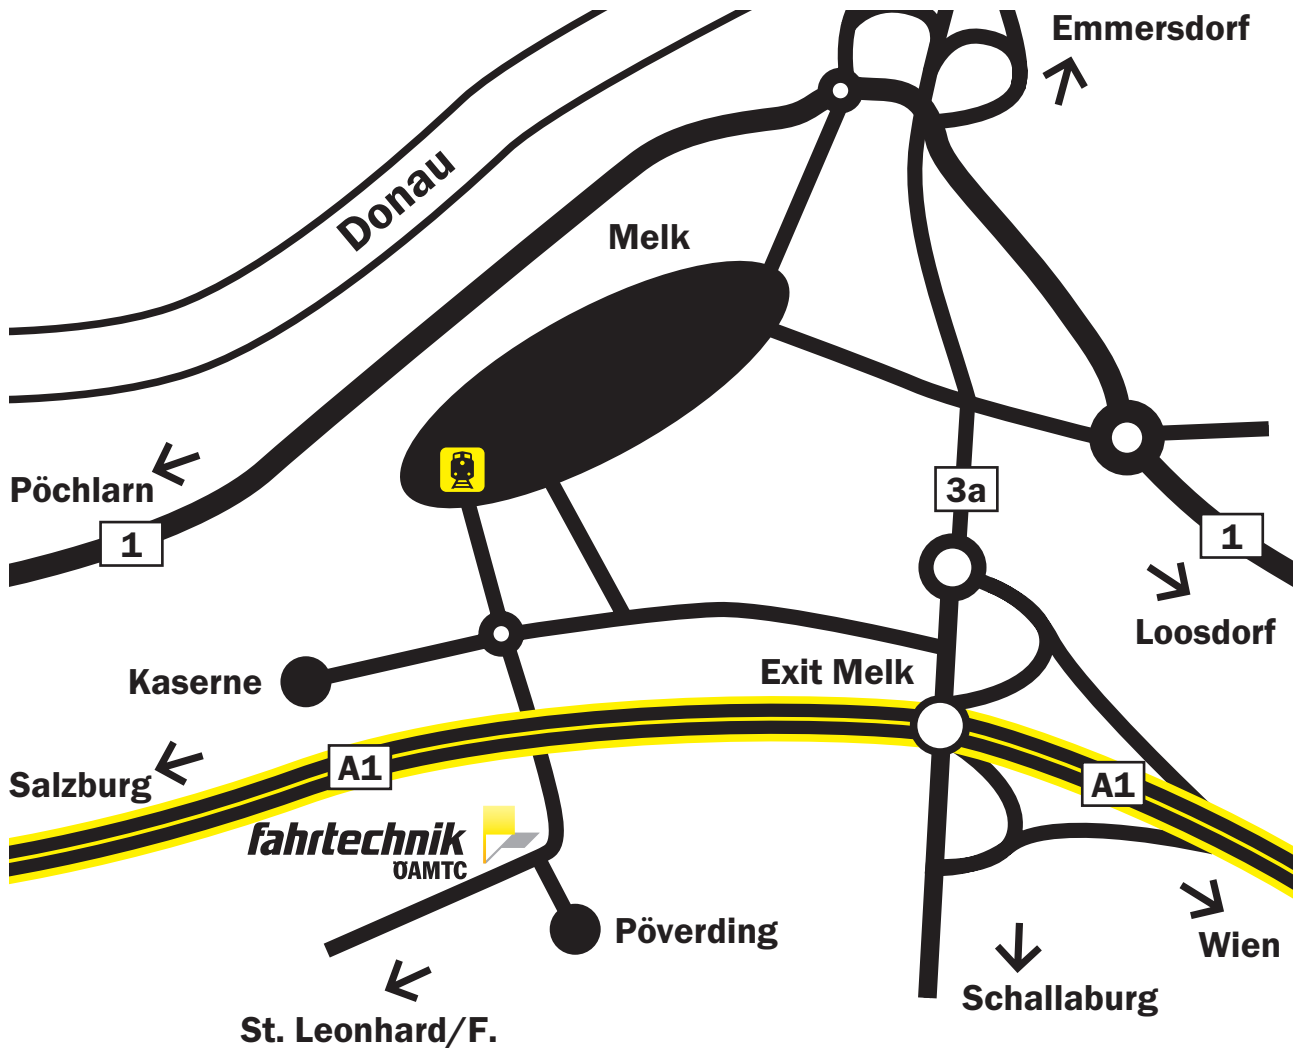 Emmersdorf
Donau
Melk
Pöchlarn
3a
1
1
Loosdorf
Exit Melk
Kaserne
Salzburg
A1
A1
fahrtechnik
ÖAMTC
Pöverding
Wien
Schallaburg
St. Leonhard/F.